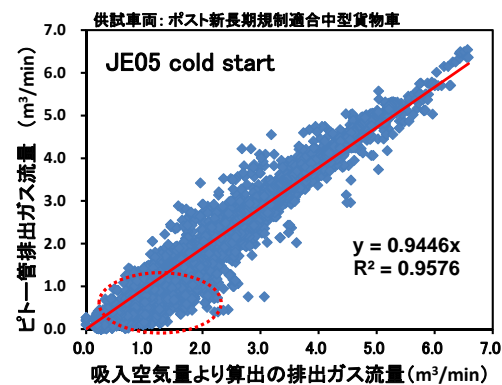 供試車両：ポスト新長期規制適合中型貨物車
JE05 cold start
ピトー管排出ガス流量 （m³/min）
6.0
5.0
4.0
3.0
2.0
1.0
0.0
y = 0.9446x
R² = 0.9576
0.0 1.0 2.0 3.0 4.0 5.0 6.0 7.0
吸入空気量より算出の排出ガス流量(m³/min)